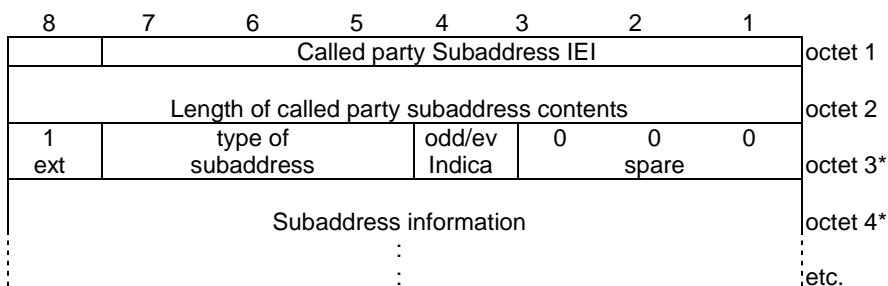 8 7 6 5 4 3 2 1
Called party Subaddress IEI octet 1
Length of called party subaddress contents octet 2
1 type of odd/ev 0 0 0
ext subaddress Indica spare octet 3*
Subaddress information octet 4*
:
: etc.